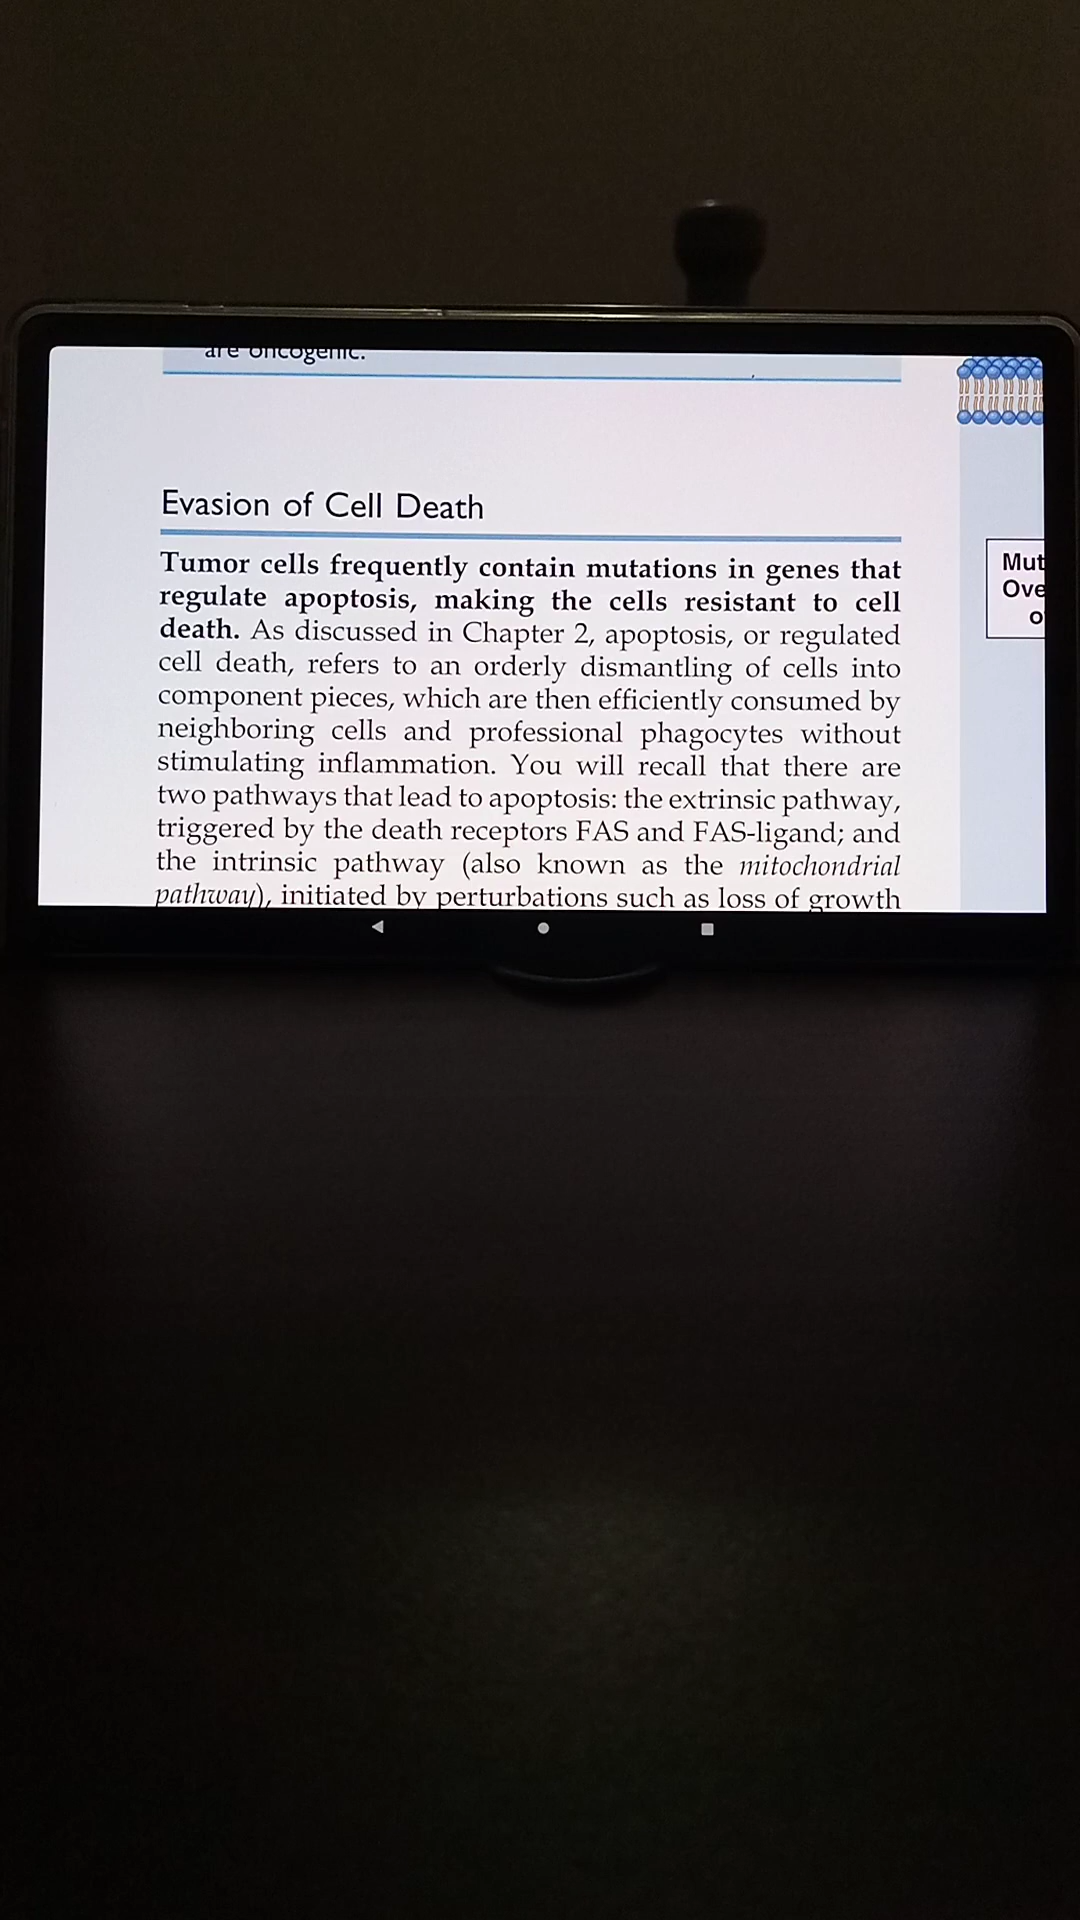 are oncogenic.
Evasion of Cell Death
Tumor cells frequently contain mutations in genes that
regulate apoptosis, making the cells resistant to cell
death. As discussed in Chapter 2, apoptosis, or regulated
cell death, refers to an orderly dismantling of cells into
component pieces, which are then efficiently consumed by
neighboring cells and professional phagocytes without
stimulating inflammation. You will recall that there are
two pathways that lead to apoptosis: the extrinsic pathway,
triggered by the death receptors FAS and FAS-ligand; and
the intrinsic pathway (also known as the mitochondrial
pathway), initiated by perturbations such as loss of growth
Mut
Ove
o